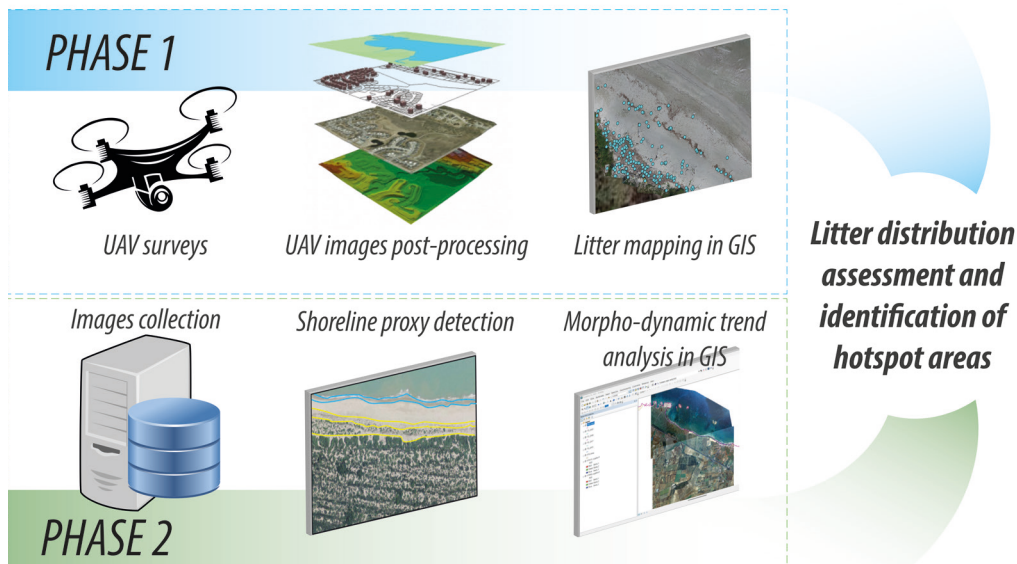 PHASE 1
UAV surveys
UAV images post-processing
Litter mapping in GIS
Images collection
Shoreline proxy detection
Morpho-dynamic trend
analysis in GIS
PHASE 2
Litter distribution
assessment and
identification of
hotspot areas